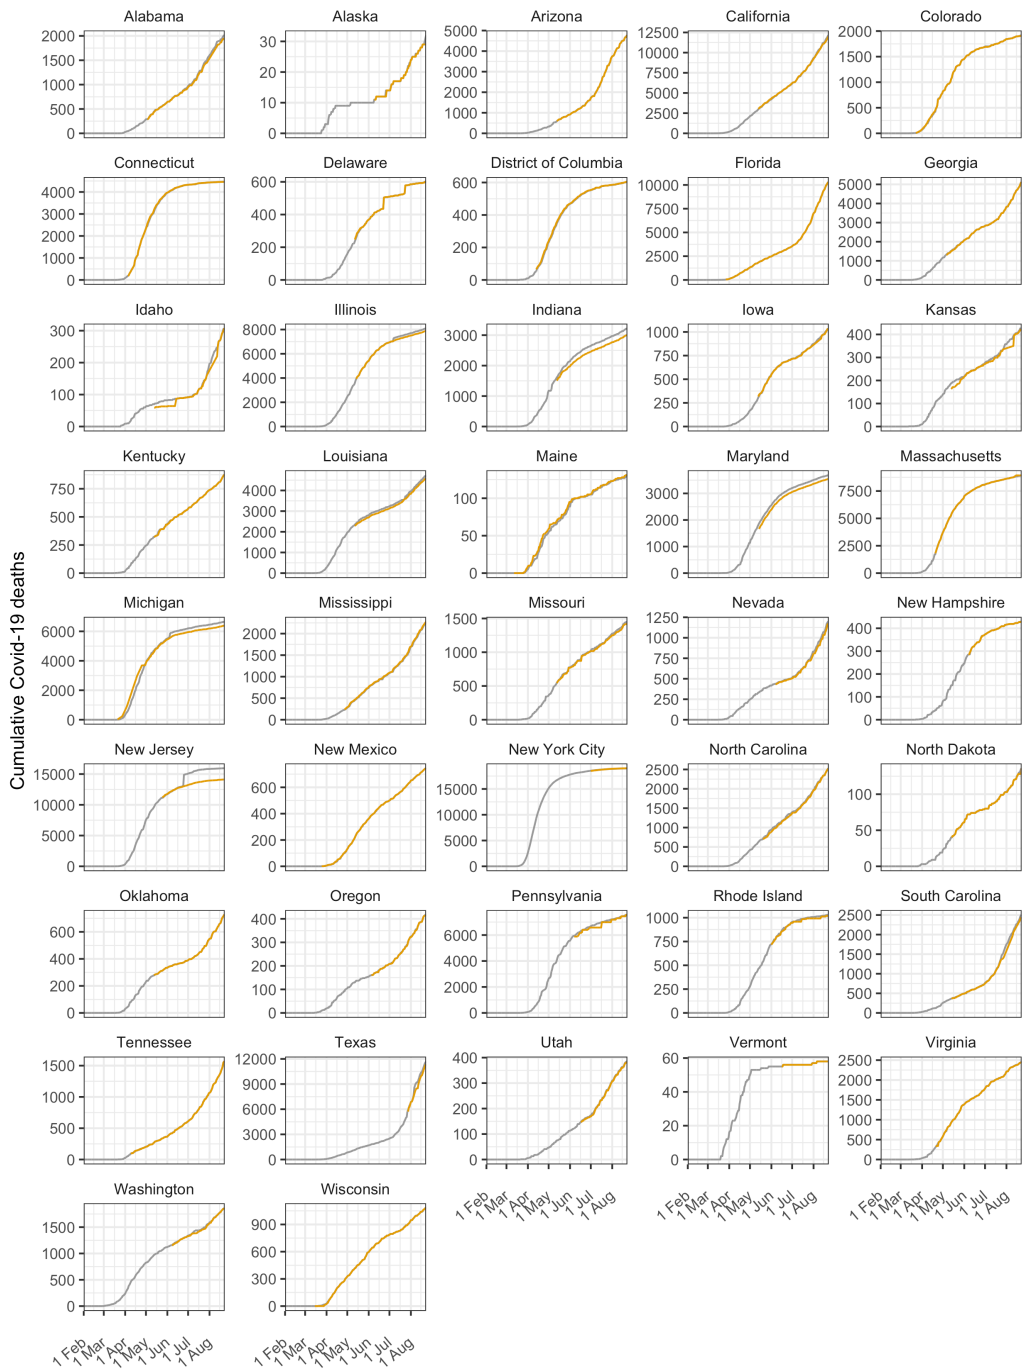 Cumulative Covid-19 deaths
Alabama
2000
1500
1000
500
0
Alaska
30
20
10
0
Arizona
5000
4000
3000
2000
1000
0
California
12500
10000
7500
5000
2500
0
Colorado
2000
1500
1000
500
0
Connecticut
4000
3000
2000
1000
0
Delaware
600
400
200
0
District of Columbia
600
400
200
0
Florida
10000
7500
5000
2500
0
Georgia
5000
4000
3000
2000
1000
0
Idaho
300
200
100
0
Illinois
8000
6000
4000
2000
0
Indiana
3000
2000
1000
0
Iowa
1000
750
500
250
0
Kansas
400
300
200
100
0
Kentucky
750
500
250
0
Louisiana
4000
3000
2000
1000
0
Maine
100
50
0
Maryland
3000
2000
1000
0
Massachusetts
7500
5000
2500
0
Michigan
6000
4000
2000
0
Mississippi
2000
1500
1000
500
0
Missouri
1500
1000
500
0
Nevada
1250
1000
750
500
250
0
New Hampshire
400
300
200
100
0
New Jersey
15000
10000
5000
0
New Mexico
600
400
200
0
New York City
15000
10000
5000
0
North Carolina
2500
2000
1500
1000
500
0
North Dakota
100
50
0
Oklahoma
600
400
200
0
Oregon
400
300
200
100
0
Pennsylvania
6000
4000
2000
0
Rhode Island
1000
750
500
250
0
South Carolina
2500
2000
1500
1000
500
0
Tennessee
1500
1000
500
0
Texas
12000
9000
6000
3000
0
Utah
400
300
200
100
0
1 Feb
1 Mar
1 Apr
1 May
1 Jun
1 Jul
1 Aug
Vermont
60
40
20
0
1 Feb
1 Mar
1 Apr
1 May
1 Jun
1 Jul
1 Aug
Virginia
2500
2000
1500
1000
500
0
1 Feb
1 Mar
1 Apr
1 May
1 Jun
1 Jul
1 Aug
Washington
1500
1000
500
0
1 Feb
1 Mar
1 Apr
1 May
1 Jun
1 Jul
1 Aug
Wisconsin
900
600
300
0
1 Feb
1 Mar
1 Apr
1 May
1 Jun
1 Jul
1 Aug